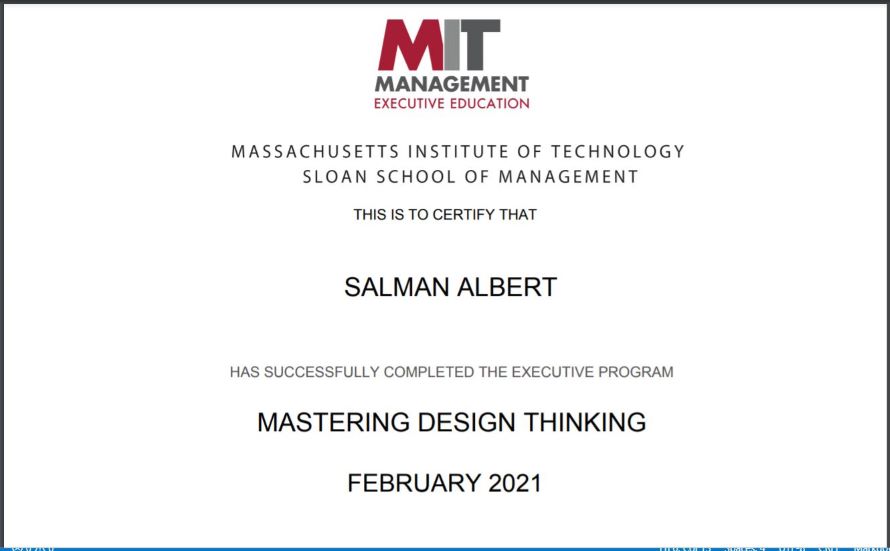 MIT
MANAGEMENT
EXECUTIVE EDUCATION
MASSACHUSETTS INSTITUTE OF TECHNOLOGY
SLOAN SCHOOL OF MANAGEMENT
THIS IS TO CERTIFY THAT
SALMAN ALBERT
HAS SUCCESSFULLY COMPLETED THE EXECUTIVE PROGRAM
MASTERING DESIGN THINKING
FEBRUARY 2021